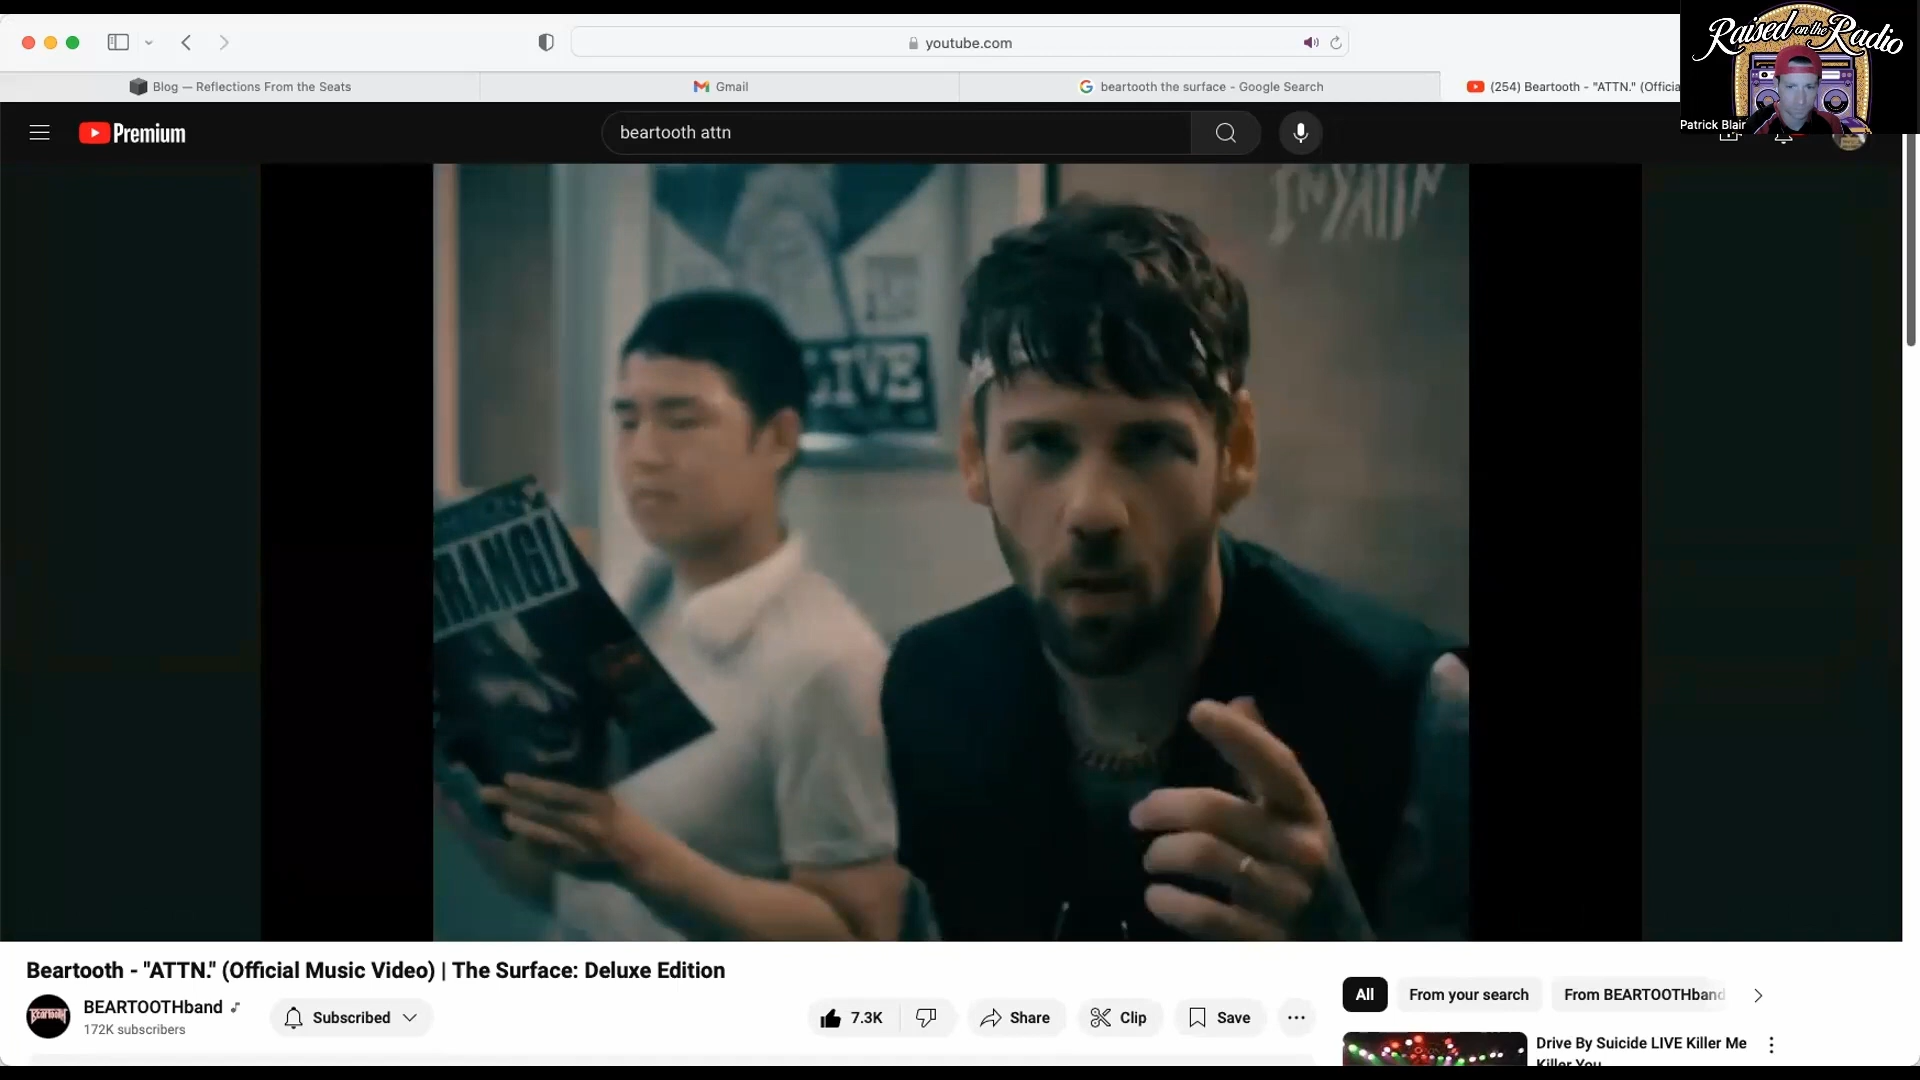 youtube.com
Blog — Reflections From the Seats
Gmail
beartooth the surface - Google Search
(254) Beartooth - "ATTN." (Officia
Raised on the Radio
Patrick Blair
Premium
beartooth attn
LIVE
RANG!
Beartooth - "ATTN." (Official Music Video) | The Surface: Deluxe Edition
BEARTOOTHband
172K subscribers
Subscribed
7.3K
Share
Clip
Save
All
From your search
From BEARTOOTHband
Drive By Suicide LIVE Killer Me
Killer You